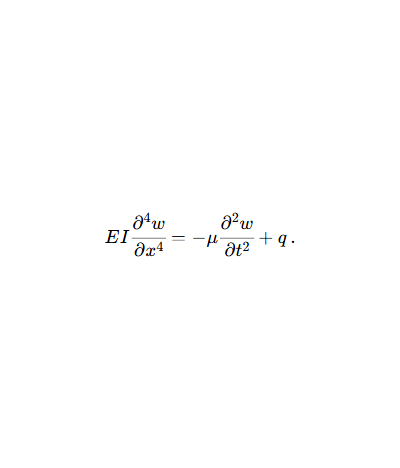 EI ∂⁴w/∂x⁴ = −μ ∂²w/∂t² + q .